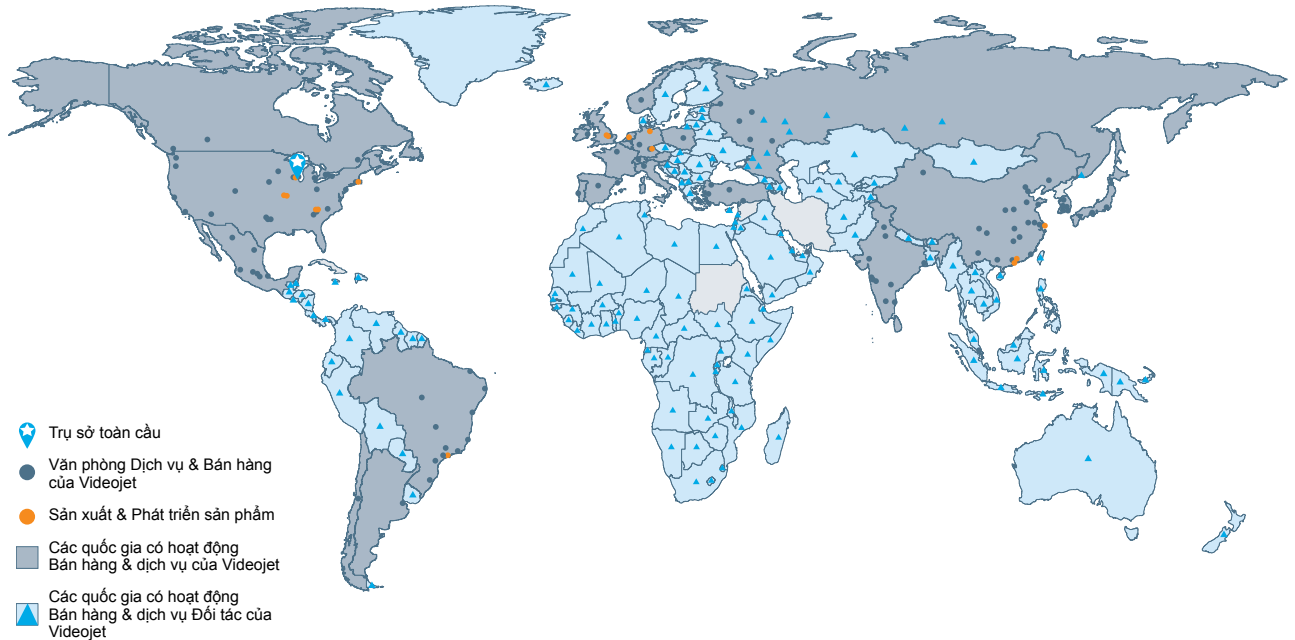 Trụ sở toàn cầu
Văn phòng Dịch vụ & Bán hàng
của Videojet
Sản xuất & Phát triển sản phẩm
Các quốc gia có hoạt động
Bán hàng & dịch vụ của Videojet
Các quốc gia có hoạt động
Bán hàng & dịch vụ Đối tác của
Videojet